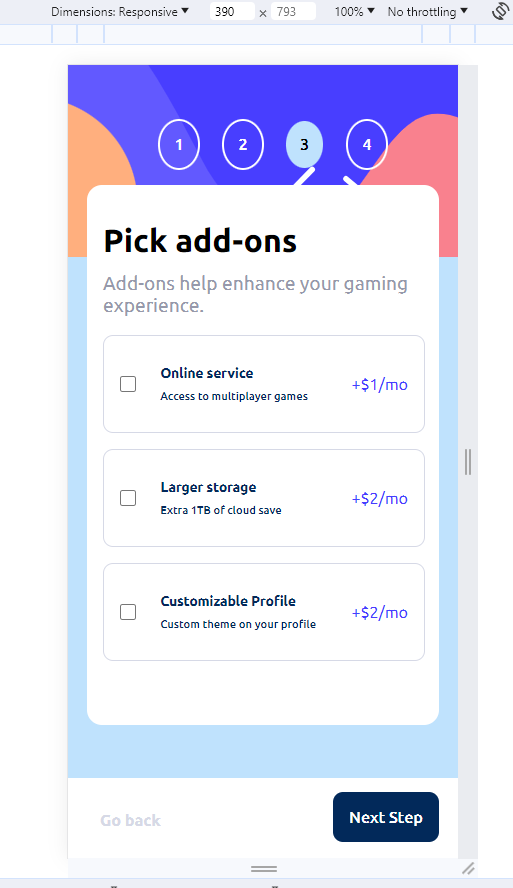 Dimensions: Responsive ▼ 390 × 793 100% ▼ No throttling ▼
1 2 3 4
Pick add-ons
Add-ons help enhance your gaming
experience.
Online service
Access to multiplayer games
+$1/mo
Larger storage
Extra 1TB of cloud save
+$2/mo
Customizable Profile
Custom theme on your profile
+$2/mo
Go back Next Step